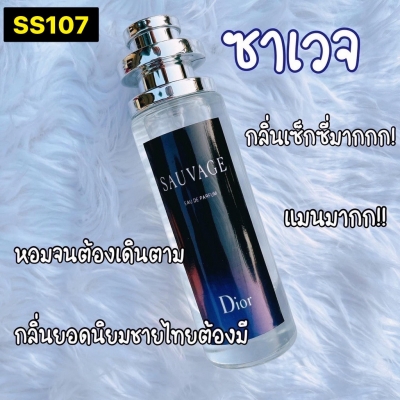 SS107
ซาเวจ
กลิ่นเซ็กซี่มากกก!
แมนมากก!!
SAUVAGE
EAU DE PARFUM
หอมจนต้องเดินตาม
Dior
กลิ่นยอดนิยมชายไทยต้องมี